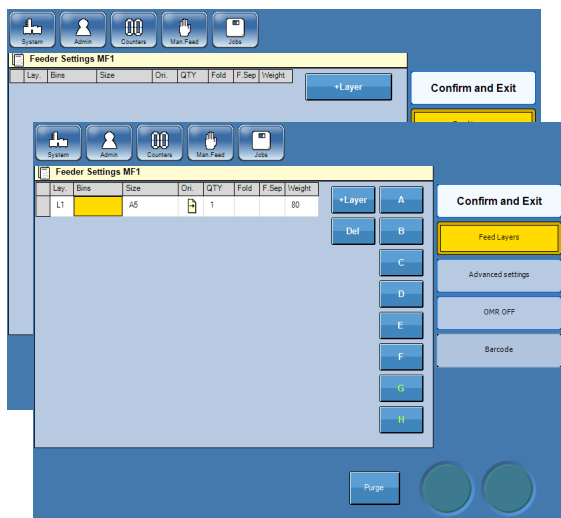 System Admin Counters Man.Feed Jobs
Feeder Settings MF1
Lay. Bins Size Ori. QTY Fold F.Sep Weight
+Layer
Confirm and Exit
System Admin Counters Man.Feed Jobs
Feeder Settings MF1
Lay. Bins Size Ori. QTY Fold F.Sep Weight
L1 A5 1 80
+Layer A
Confirm and Exit
Del B
Feed Layers
C
Advanced settings
D
OMR OFF
E
Barcode
F
G
H
Purge